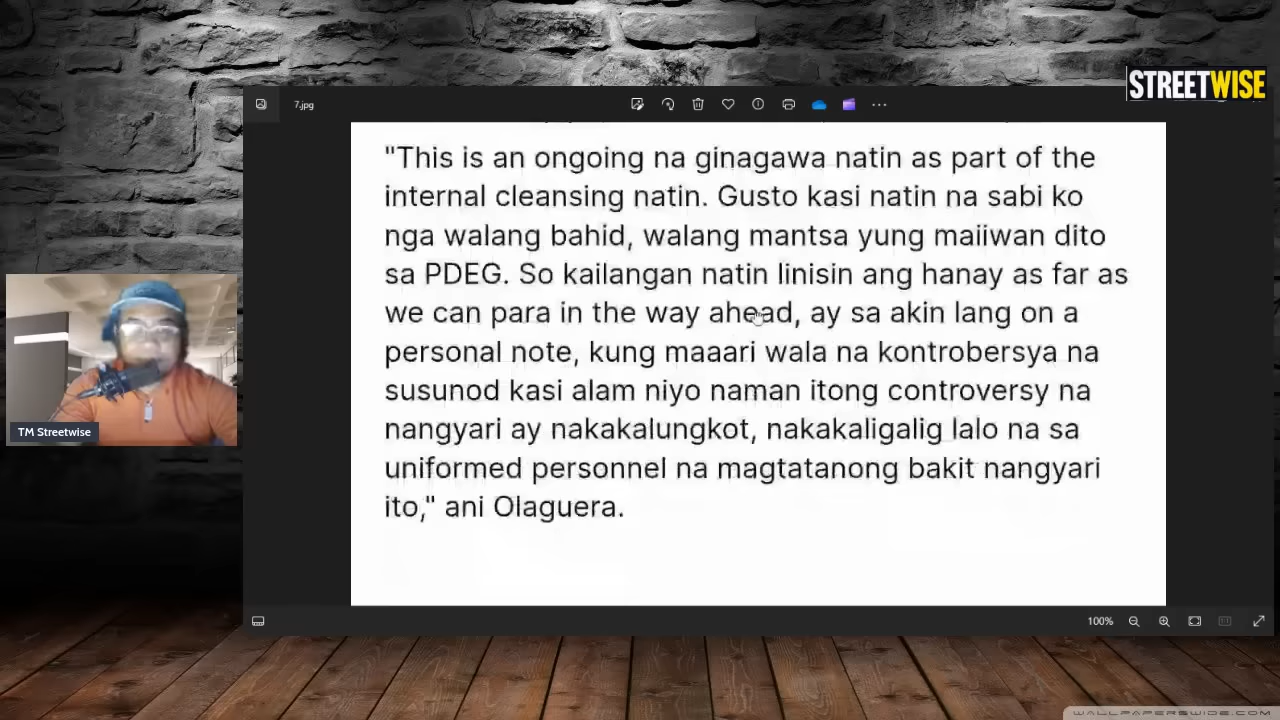 STREETWISE
7.jpg
"This is an ongoing na ginagawa natin as part of the
internal cleansing natin. Gusto kasi natin na sabi ko
nga walang bahid, walang mantsa yung maiiwan dito
sa PDEG. So kailangan natin linisin ang hanay as far as
we can para in the way ahead, ay sa akin lang on a
personal note, kung maaari wala na kontrobersya na
susunod kasi alam niyo naman itong controversy na
nangyari ay nakakalungkot, nakakaligalig lalo na sa
uniformed personnel na magtatanong bakit nangyari
ito," ani Olaguera.
TM Streetwise
100%
WALLPAPERSWIDE.COM